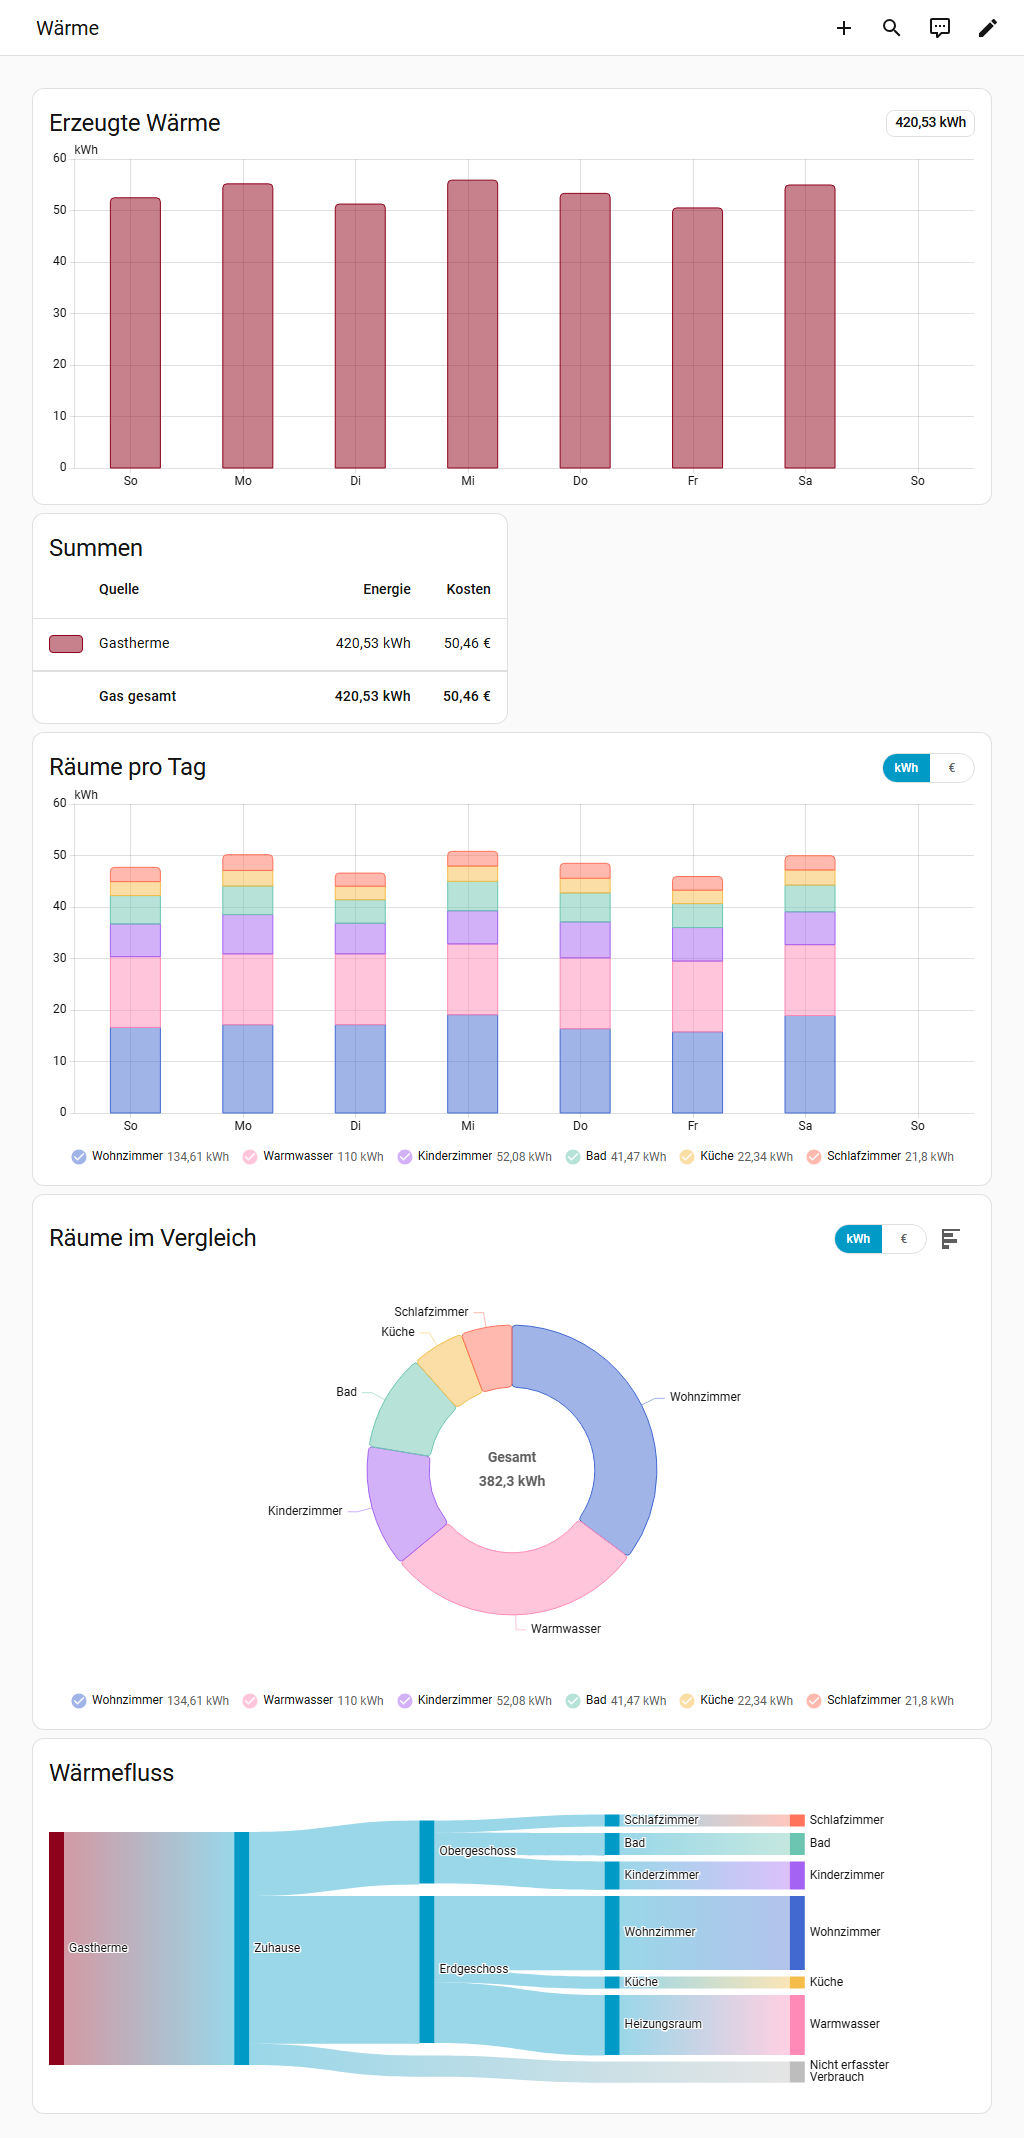 Wärme
Erzeugte Wärme
420,53 kWh
kWh
60
50
40
30
20
10
0
So Mo Di Mi Do Fr Sa So
Summen
Quelle Energie Kosten
Gastherme 420,53 kWh 50,46 €
Gas gesamt 420,53 kWh 50,46 €
Räume pro Tag
kWh €
kWh
60
50
40
30
20
10
0
So Mo Di Mi Do Fr Sa So
Wohnzimmer 134,61 kWh Warmwasser 110 kWh Kinderzimmer 52,08 kWh Bad 41,47 kWh Küche 22,34 kWh Schlafzimmer 21,8 kWh
Räume im Vergleich
kWh €
Schlafzimmer
Küche
Bad
Wohnzimmer
Gesamt
382,3 kWh
Kinderzimmer
Warmwasser
Wohnzimmer 134,61 kWh Warmwasser 110 kWh Kinderzimmer 52,08 kWh Bad 41,47 kWh Küche 22,34 kWh Schlafzimmer 21,8 kWh
Wärmefluss
Schlafzimmer Schlafzimmer
Bad Bad
Obergeschoss
Kinderzimmer Kinderzimmer
Wohnzimmer Wohnzimmer
Gastherme Zuhause
Erdgeschoss
Küche Küche
Heizungsraum Warmwasser
Nicht erfasster
Verbrauch